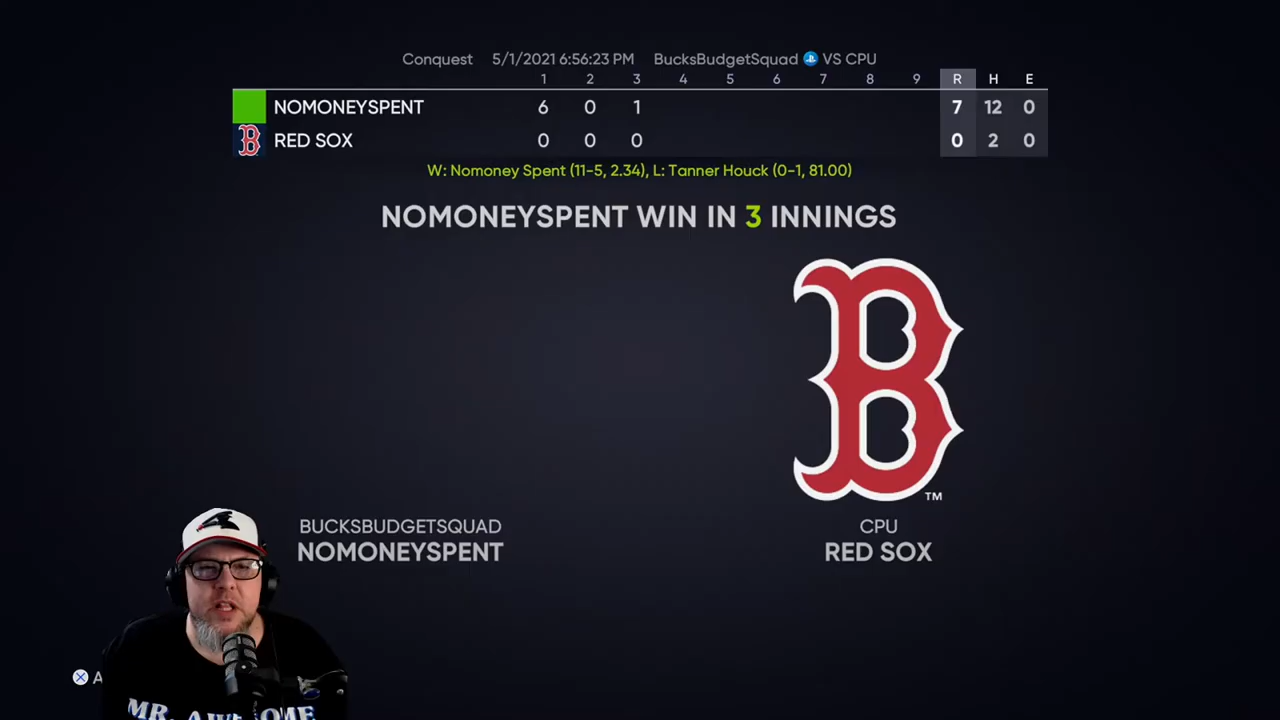 Conquest 5/1/2021 6:56:23 PM BucksBudgetSquad VS CPU
1 2 3 4 5 6 7 8 9 R H E
NOMONEYSPENT 6 0 1 7 12 0
B RED SOX 0 0 0 0 2 0
W: Nomoney Spent (11-5, 2.34), L: Tanner Houck (0-1, 81.00)
NOMONEYSPENT WIN IN 3 INNINGS
B
TM
BUCKSBUDGETSQUAD
NOMONEYSPENT
CPU
RED SOX
A
MR. AWESOME